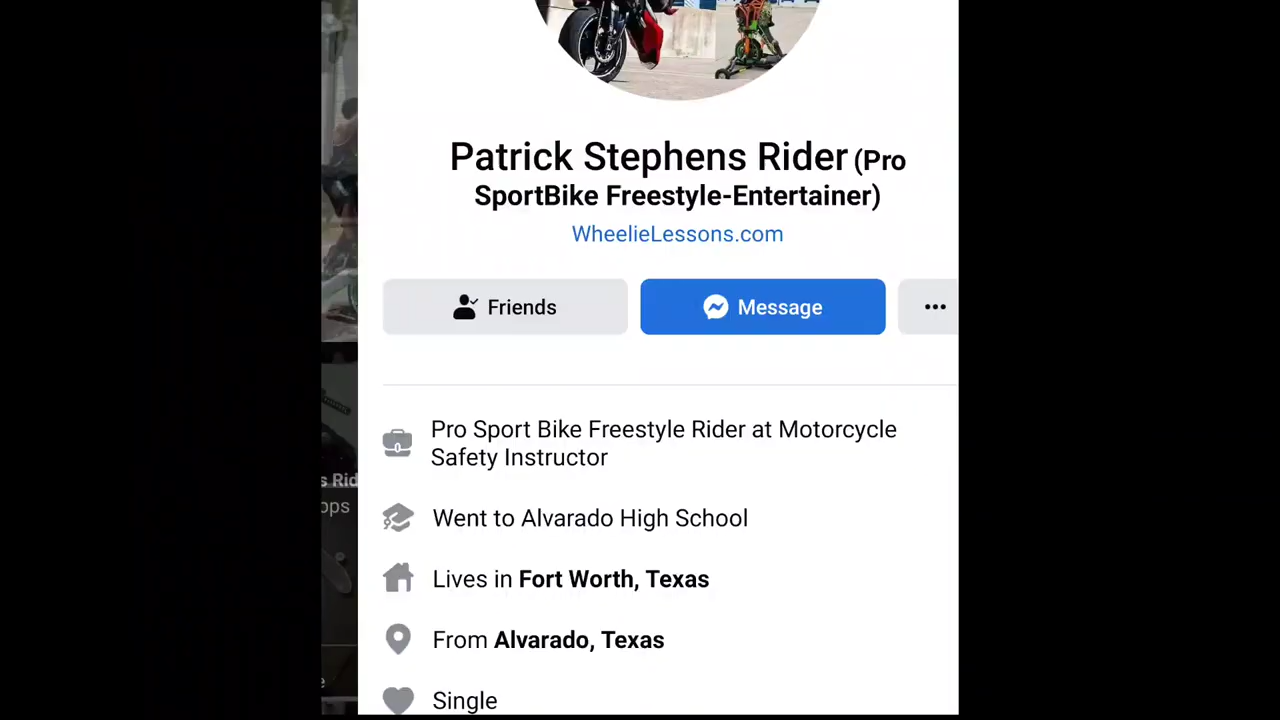 Patrick Stephens Rider (Pro
SportBike Freestyle-Entertainer)
WheelieLessons.com
Friends
Message
Pro Sport Bike Freestyle Rider at Motorcycle
Safety Instructor
Went to Alvarado High School
Lives in Fort Worth, Texas
From Alvarado, Texas
Single